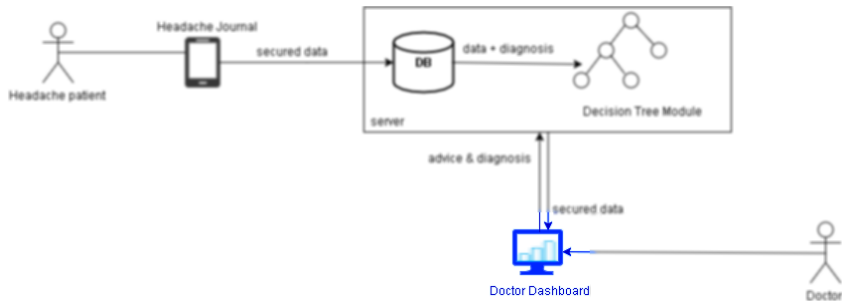 Headache Journal
secured data
DB
data + diagnosis
Headache patient
Decision Tree Module
server
advice & diagnosis
secured data
Doctor Dashboard
Doctor